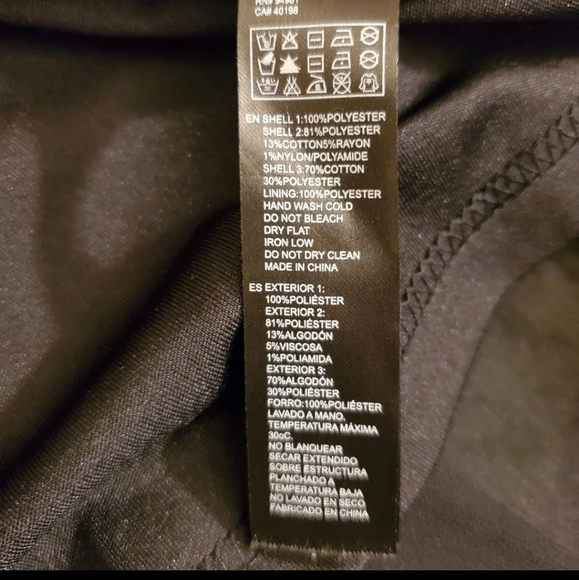 CA# 40198
EN SHELL 1:100%POLYESTER
SHELL 2:81%POLYESTER
13%COTTON5%RAYON
1%NYLON/POLYAMIDE
SHELL 3:70%COTTON
30%POLYESTER
LINING:100%POLYESTER
HAND WASH COLD
DO NOT BLEACH
DRY FLAT
IRON LOW
DO NOT DRY CLEAN
MADE IN CHINA
ES EXTERIOR 1:
100%POLIÉSTER
EXTERIOR 2:
81%POLIÉSTER
13%ALGODÓN
5%VISCOSA
1%POLIAMIDA
EXTERIOR 3:
70%ALGODÓN
30%POLIÉSTER
FORRO:100%POLIÉSTER
LAVADO A MANO.
TEMPERATURA MÁXIMA
30oC.
NO BLANQUEAR
SECAR EXTENDIDO
SOBRE ÉSTRUCTURA
PLANCHADO A
TEMPERATURA BAJA
NO LAVADO EN SECO
FABRICADO EN CHINA